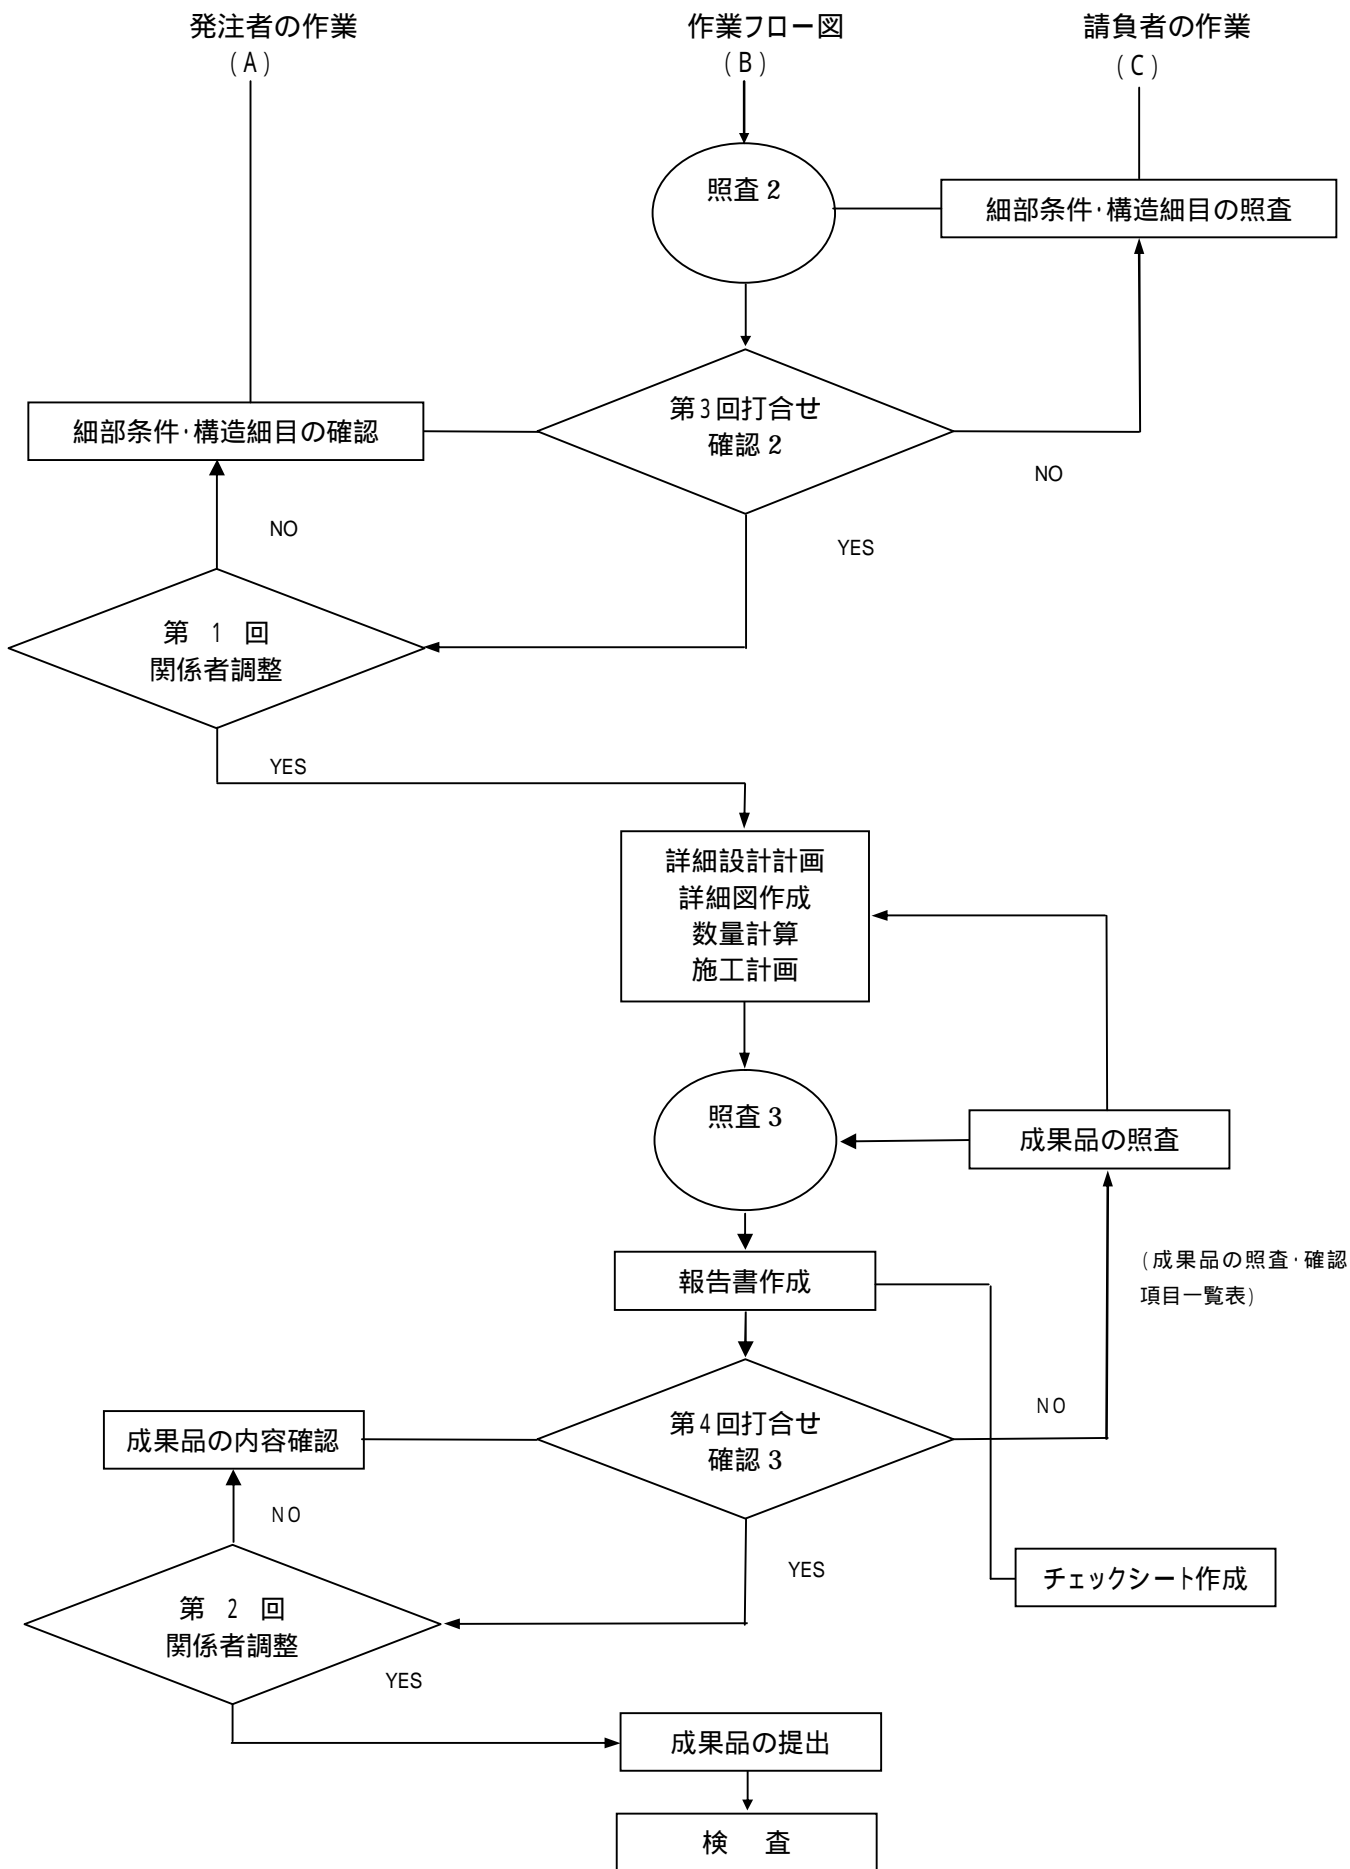 発注者の作業
(A)
作業フロー図
(B)
請負者の作業
(C)
照査2
細部条件・構造細目の照査
第3回打合せ
確認2
細部条件・構造細目の確認
NO
NO
YES
第 1 回
関係者調整
YES
詳細設計計画
詳細図作成
数量計算
施工計画
照査3
成果品の照査
(成果品の照査・確認
項目一覧表)
報告書作成
第4回打合せ
確認3
NO
成果品の内容確認
NO
YES
チェックシート作成
第 2 回
関係者調整
YES
成果品の提出
検 査